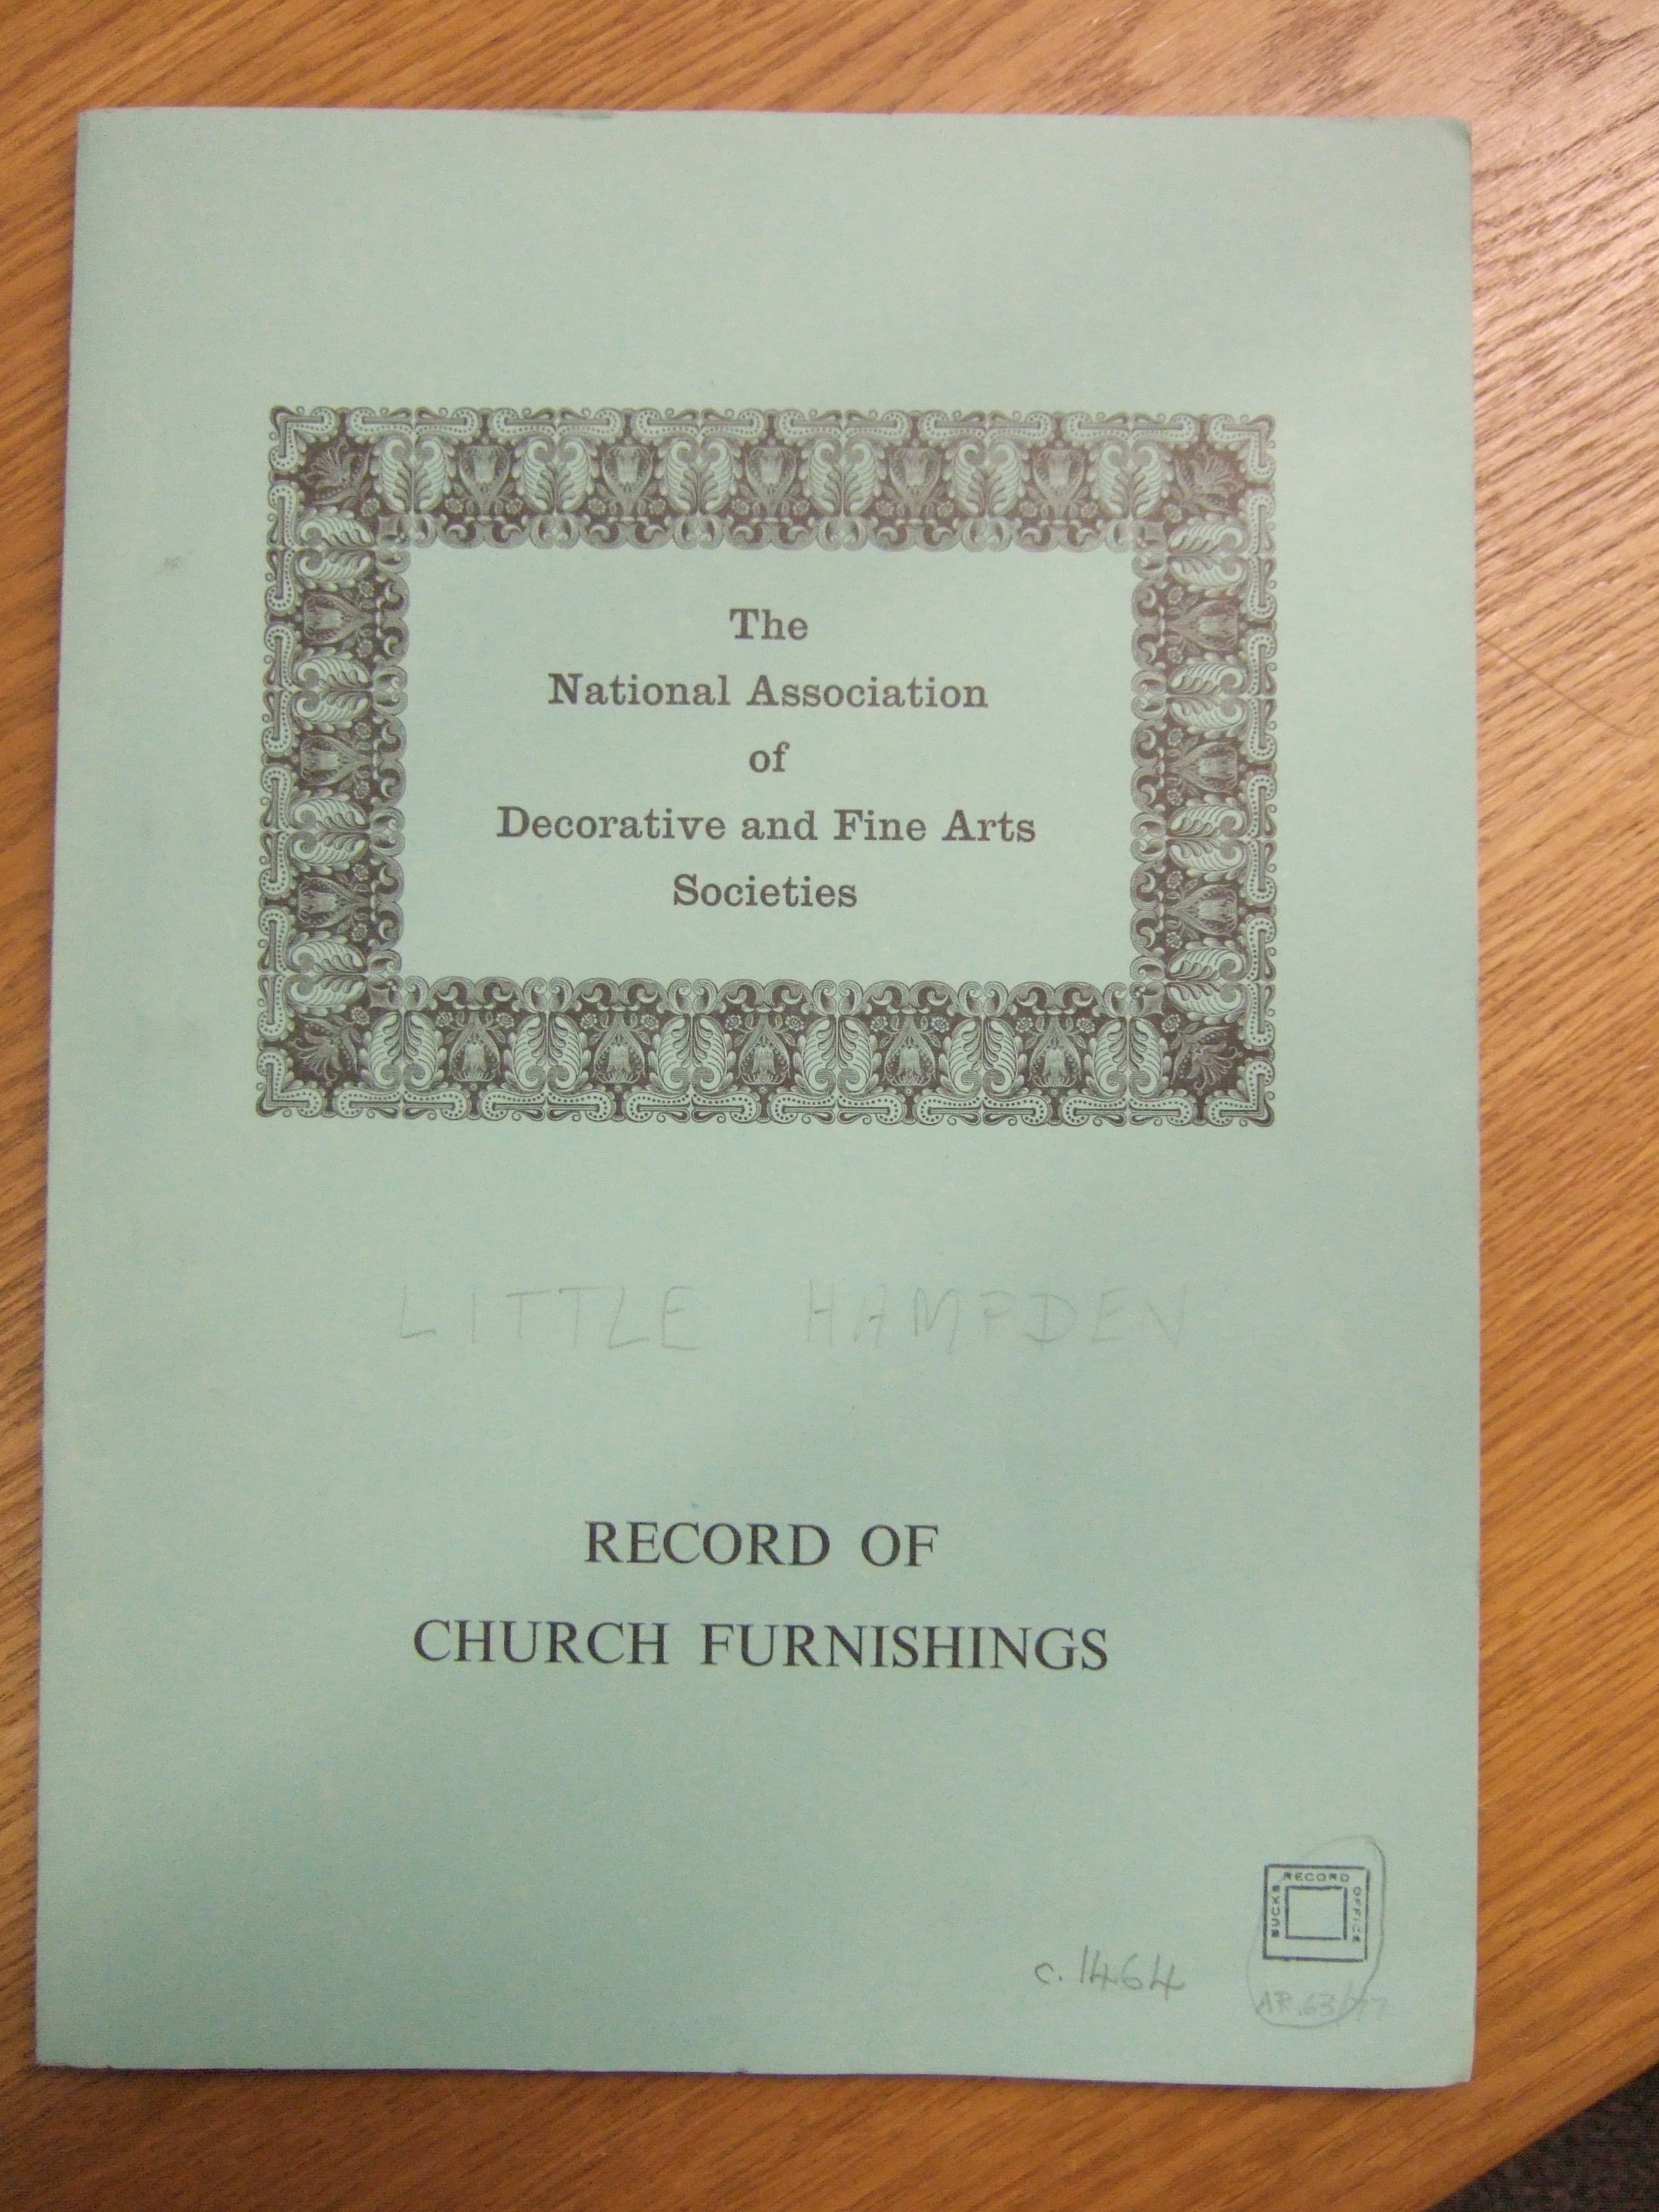 The
National Association
of
Decorative and Fine Arts
Societies
LITTLE HAMPDEN
RECORD OF
CHURCH FURNISHINGS
BUCKS RECORD OFFICE
c.1464
AR.63/77